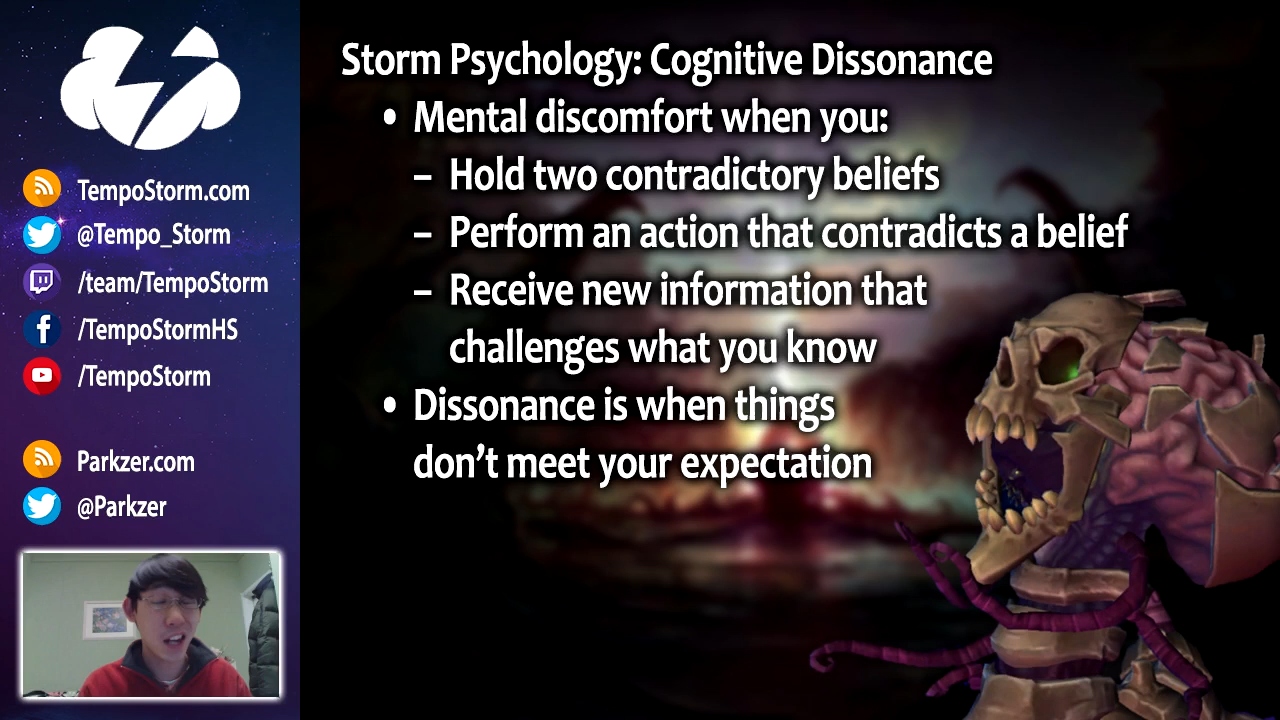 TempoStorm.com
@Tempo_Storm
/team/TempoStorm
/TempoStormHS
/TempoStorm
Parkzer.com
@Parkzer
Storm Psychology: Cognitive Dissonance
• Mental discomfort when you:
– Hold two contradictory beliefs
– Perform an action that contradicts a belief
– Receive new information that
challenges what you know
• Dissonance is when things
don’t meet your expectation